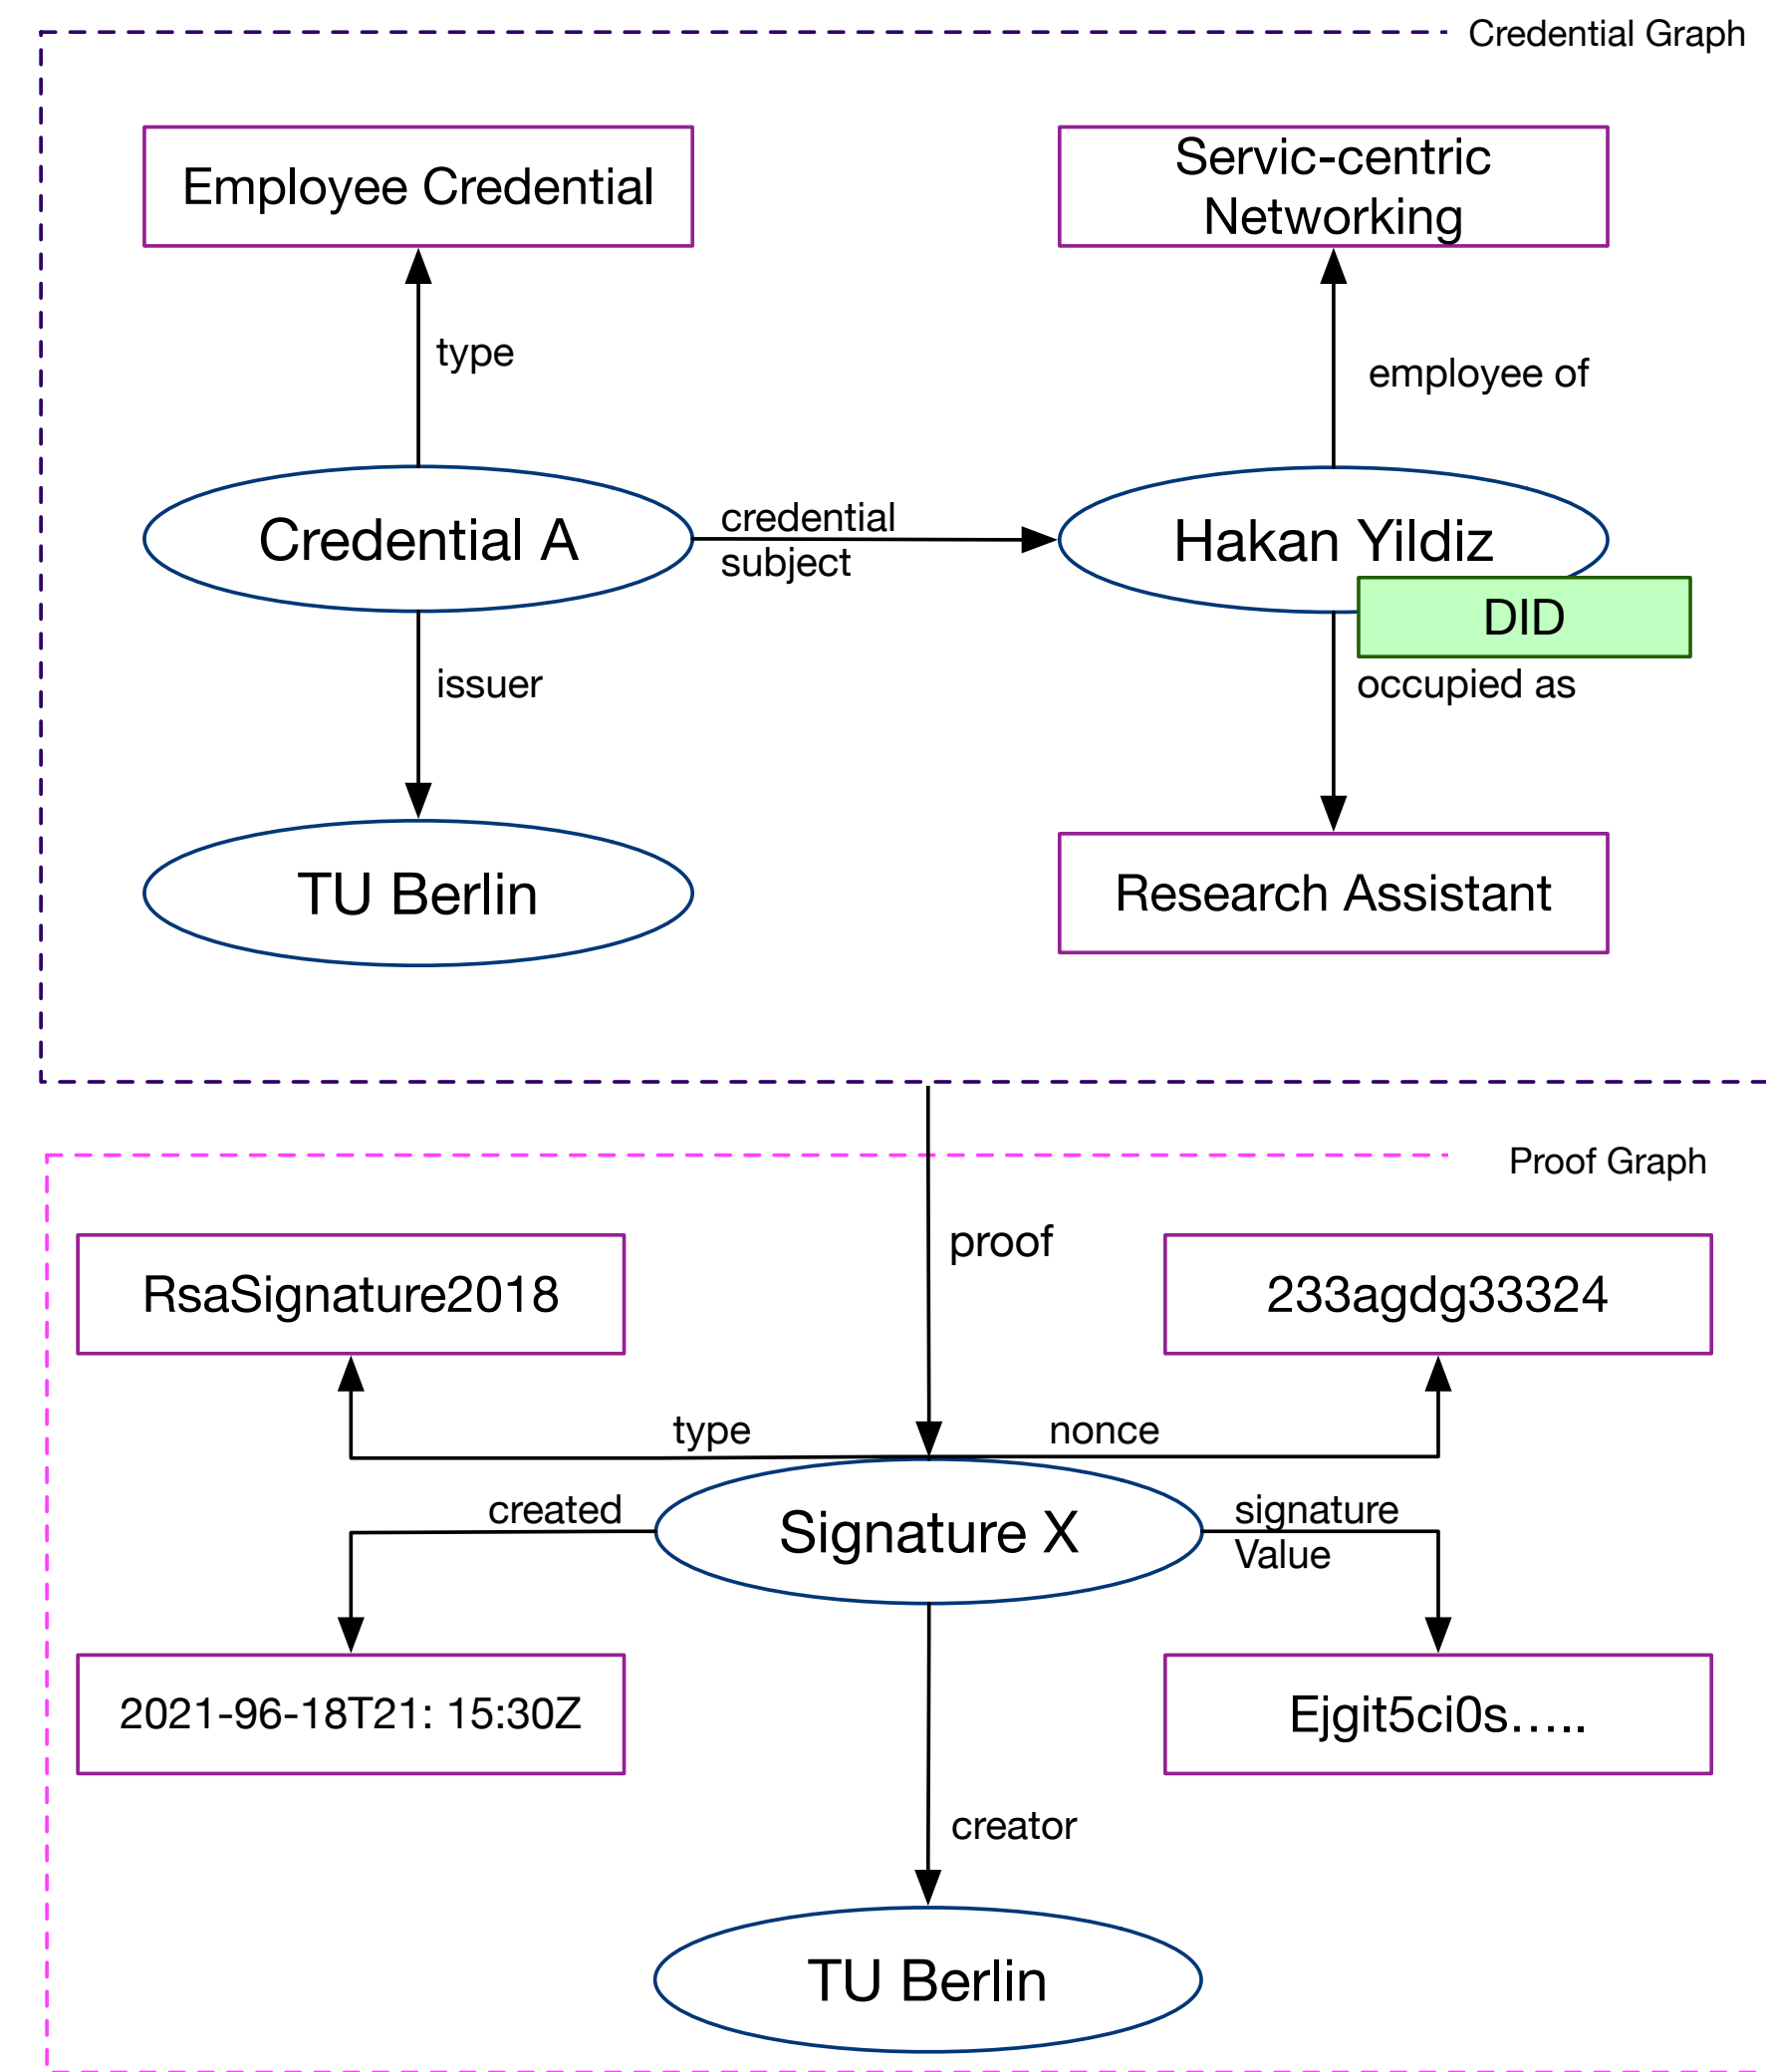 Credential Graph
Employee Credential
Servic-centric
Networking
type
employee of
Credential A
credential
subject
Hakan Yildiz
DID
issuer
occupied as
TU Berlin
Research Assistant
Proof Graph
proof
RsaSignature2018
233agdg33324
type
nonce
created
Signature X
signature
Value
2021-96-18T21: 15:30Z
Ejgit5ci0s.....
creator
TU Berlin